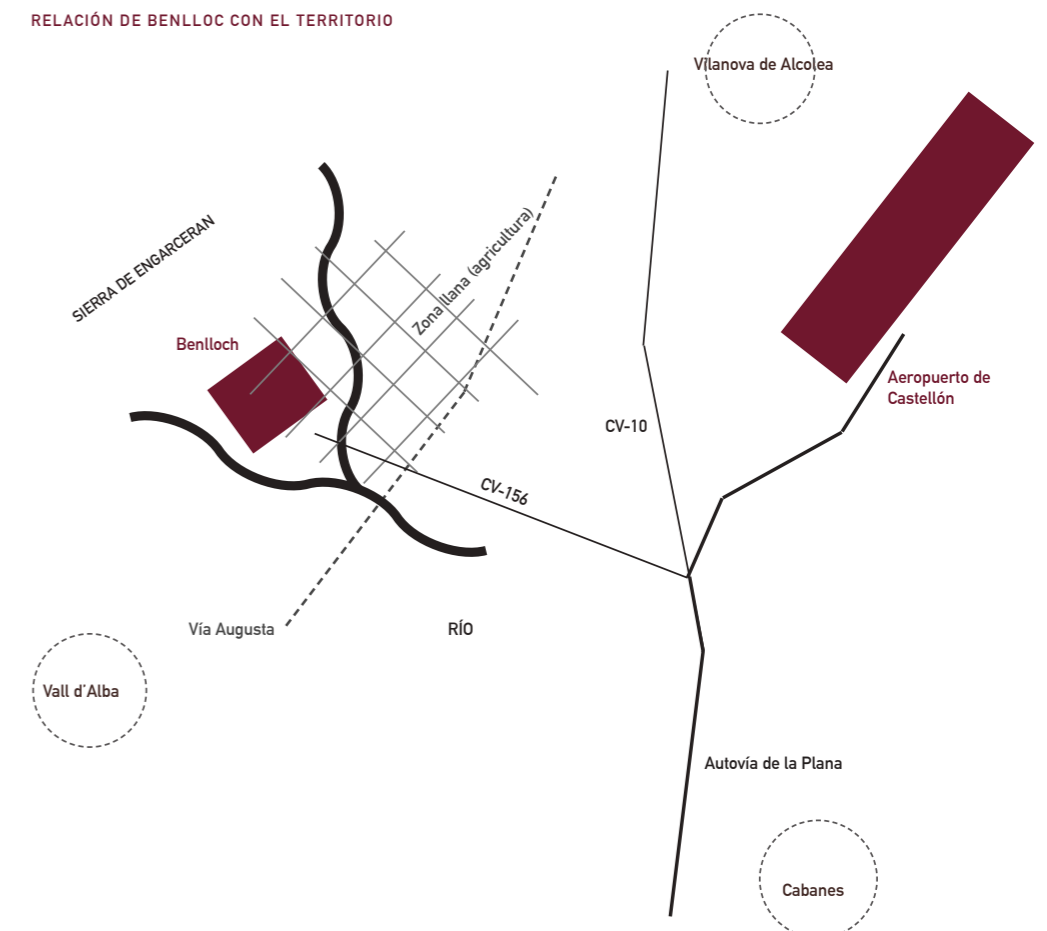 RELACIÓN DE BENLLOC CON EL TERRITORIO
Vilanova de Alcolea
SIERRA DE ENGARCERAN
Zona llana (agricultura)
Benlloch
Aeropuerto de
Castellón
CV-10
CV-156
Vía Augusta
RÍO
Vall d'Alba
Autovía de la Plana
Cabanes